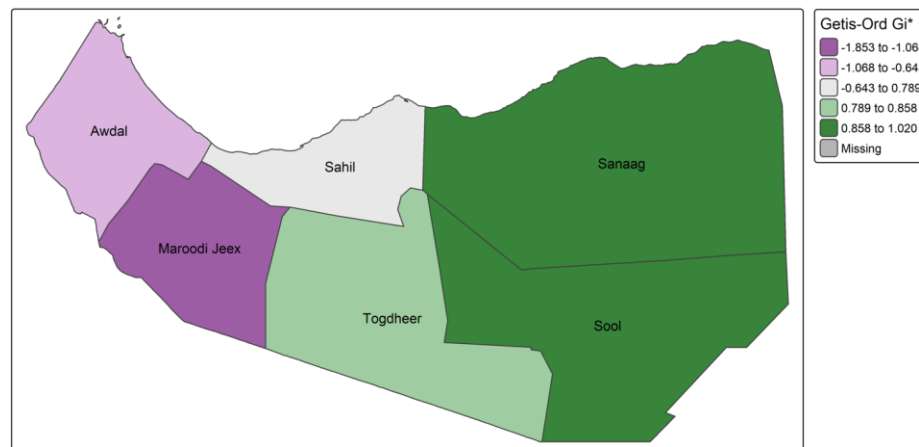 Getis-Ord Gi*
-1.853 to -1.06
-1.068 to -0.64
-0.643 to 0.789
0.789 to 0.858
0.858 to 1.020
Missing
Awdal
Sahil
Sanaag
Maroodi Jeex
Togdheer
Sool